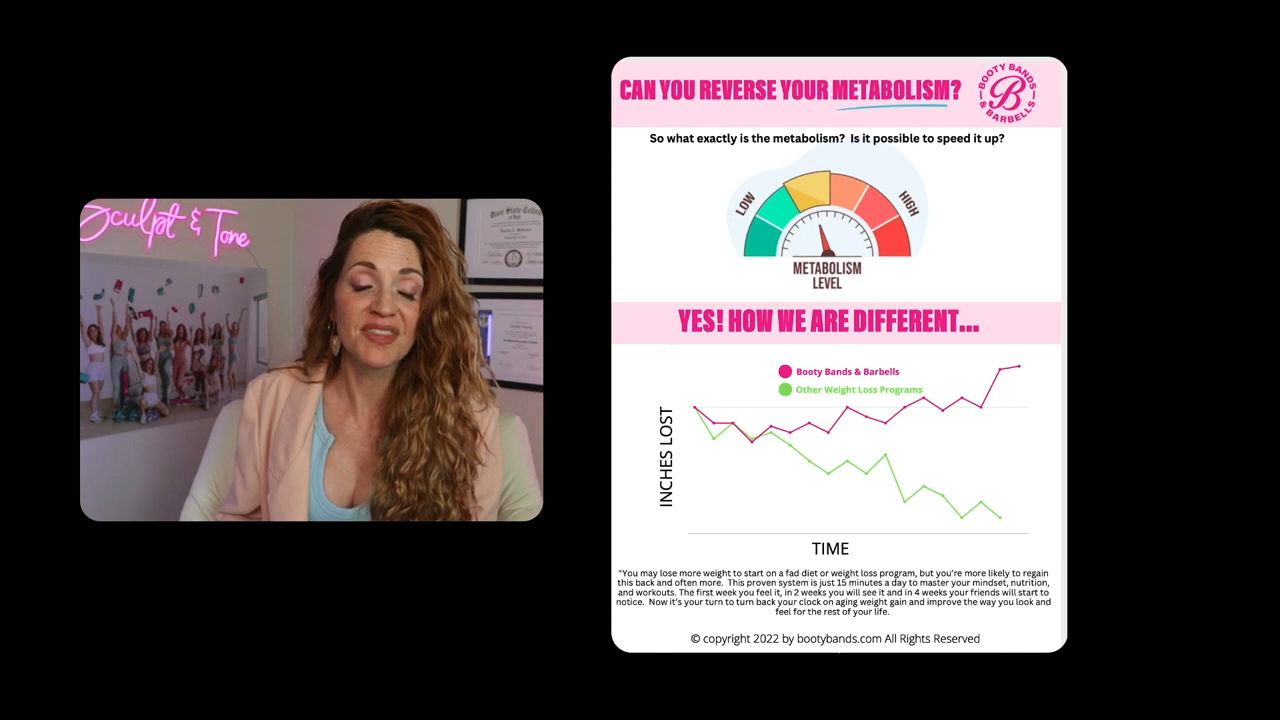 Sculpt &
Tone
CAN YOU REVERSE YOUR METABOLISM?
BOOTY BANDS
B
& BARBELLS
So what exactly is the metabolism?  Is it possible to speed it up?
LOW
HIGH
METABOLISM
LEVEL
YES! HOW WE ARE DIFFERENT...
Booty Bands & Barbells
Other Weight Loss Programs
INCHES LOST
TIME
"You may lose more weight to start on a fad diet or weight loss program, but you're more likely to regain
this back and often more.  This proven system is just 15 minutes a day to master your mindset, nutrition,
and workouts. The first week you feel it, in 2 weeks you will see it and in 4 weeks your friends will start to
notice.  Now it's your turn to turn back your clock on aging weight gain and improve the way you look and
feel for the rest of your life.
© copyright 2022 by bootybands.com All Rights Reserved